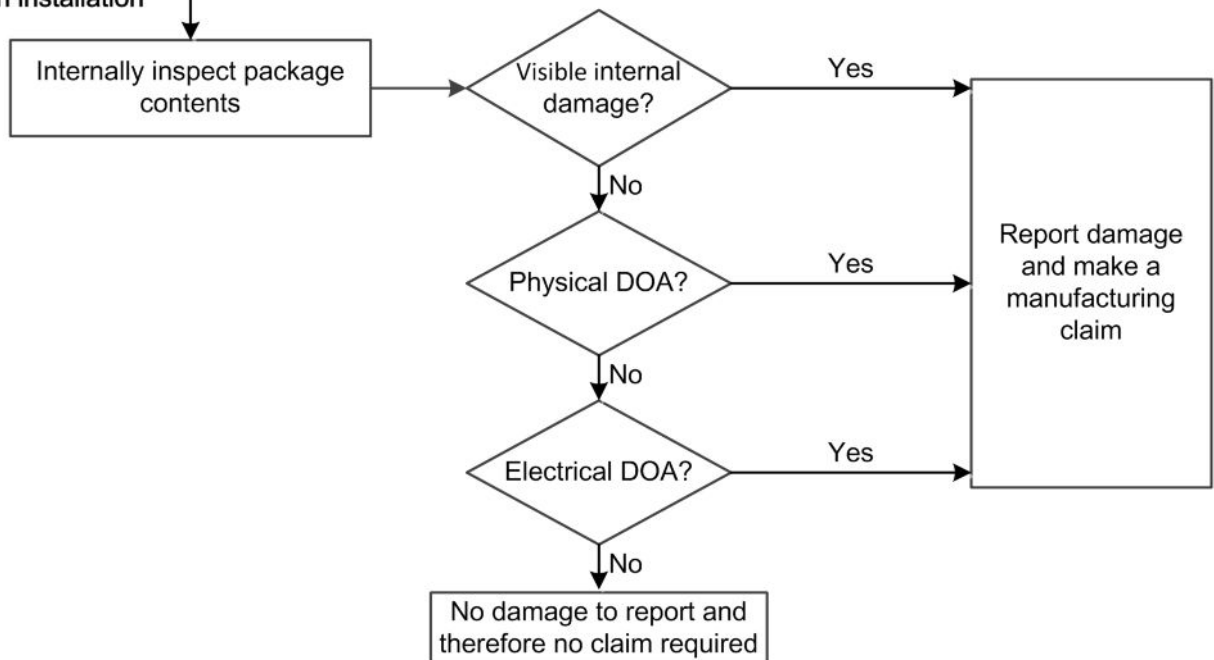 installation
Internally inspect package
contents
Visible internal
damage?
Yes
No
Physical DOA?
Yes
No
Electrical DOA?
Yes
No
Report damage
and make a
manufacturing
claim
No damage to report and
therefore no claim required